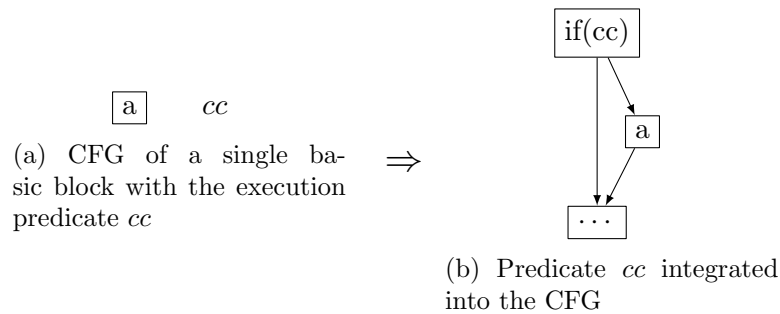 a cc
(a) CFG of a single ba-
sic block with the execution
predicate cc
⇒
if(cc)
a
···
(b) Predicate cc integrated
into the CFG